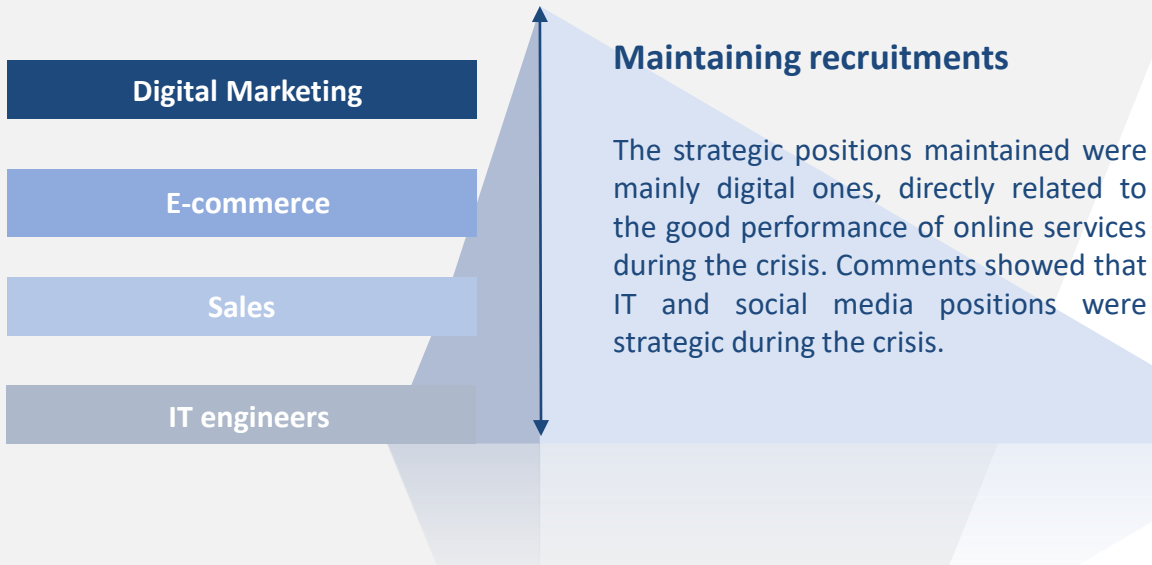 Digital Marketing
E-commerce
Sales
IT engineers
Maintaining recruitments
The strategic positions maintained were
mainly digital ones, directly related to
the good performance of online services
during the crisis. Comments showed that
IT and social media positions were
strategic during the crisis.